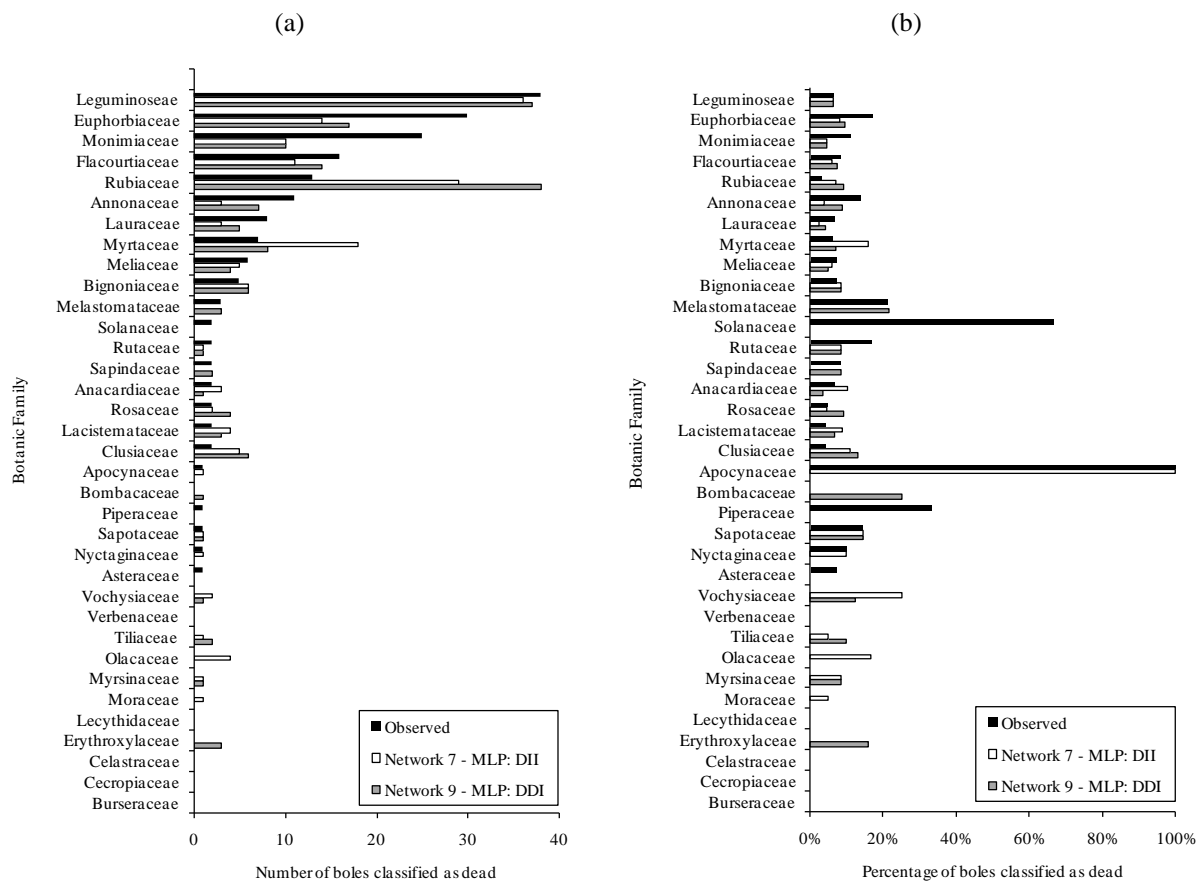 (a)
Botanic Family
Leguminoseae
Euphorbiaceae
Monimiaceae
Flacourtiaceae
Rubiaceae
Annonaceae
Lauraceae
Myrtaceae
Meliaceae
Bignoniaceae
Melastomataceae
Solanaceae
Rutaceae
Sapindaceae
Anacardiaceae
Rosaceae
Lacistemataceae
Clusiaceae
Apocynaceae
Bombacaceae
Piperaceae
Sapotaceae
Nyctaginaceae
Asteraceae
Vochysiaceae
Verbenaceae
Tiliaceae
Olacaceae
Myrsinaceae
Moraceae
Lecythidaceae
Erythroxylaceae
Celastraceae
Cecropiaceae
Burseraceae
Observed
Network 7 - MLP: DII
Network 9 - MLP: DDI
0 10 20 30 40
Number of boles classified as dead
(b)
Botanic Family
Leguminoseae
Euphorbiaceae
Monimiaceae
Flacourtiaceae
Rubiaceae
Annonaceae
Lauraceae
Myrtaceae
Meliaceae
Bignoniaceae
Melastomataceae
Solanaceae
Rutaceae
Sapindaceae
Anacardiaceae
Rosaceae
Lacistemataceae
Clusiaceae
Apocynaceae
Bombacaceae
Piperaceae
Sapotaceae
Nyctaginaceae
Asteraceae
Vochysiaceae
Verbenaceae
Tiliaceae
Olacaceae
Myrsinaceae
Moraceae
Lecythidaceae
Erythroxylaceae
Celastraceae
Cecropiaceae
Burseraceae
Observed
Network 7 - MLP: DII
Network 9 - MLP: DDI
0% 20% 40% 60% 80% 100%
Percentage of boles classified as dead